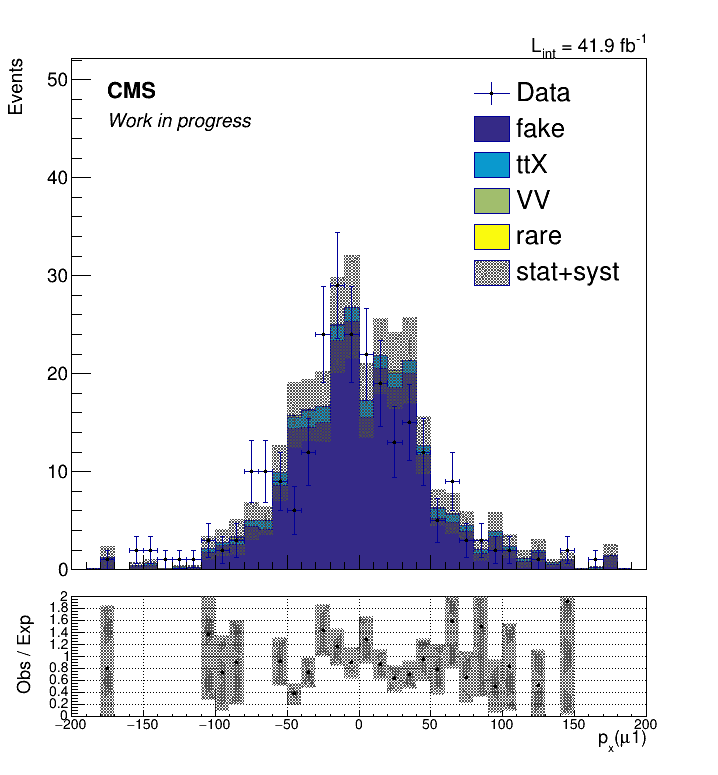 L_int = 41.9 fb^-1
Events
50
40
30
20
10
0
CMS
Work in progress
Data
fake
ttX
VV
rare
stat+syst
Obs / Exp
2
1.8
1.6
1.4
1.2
1
0.8
0.6
0.4
0.2
0
−200 −150 −100 −50 0 50 100 150 200
p_x(μ1)